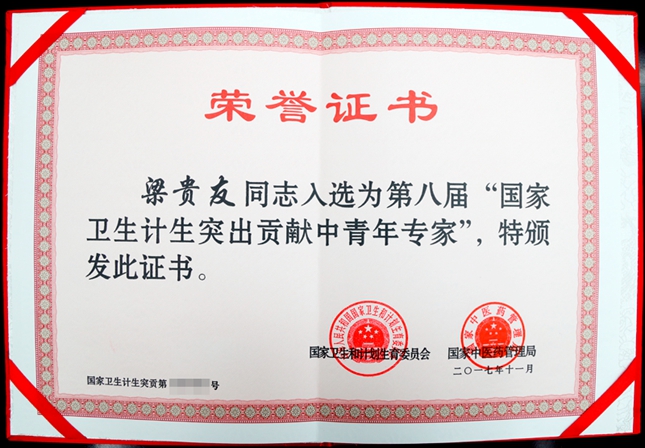 荣誉证书
梁贵友同志入选为第八届“国家
卫生计生突出贡献中青年专家”，特颁
发此证书。
国家卫生和计划生育委员会
国家中医药管理局
二〇一七年十一月
国家卫生计生突贡第 号